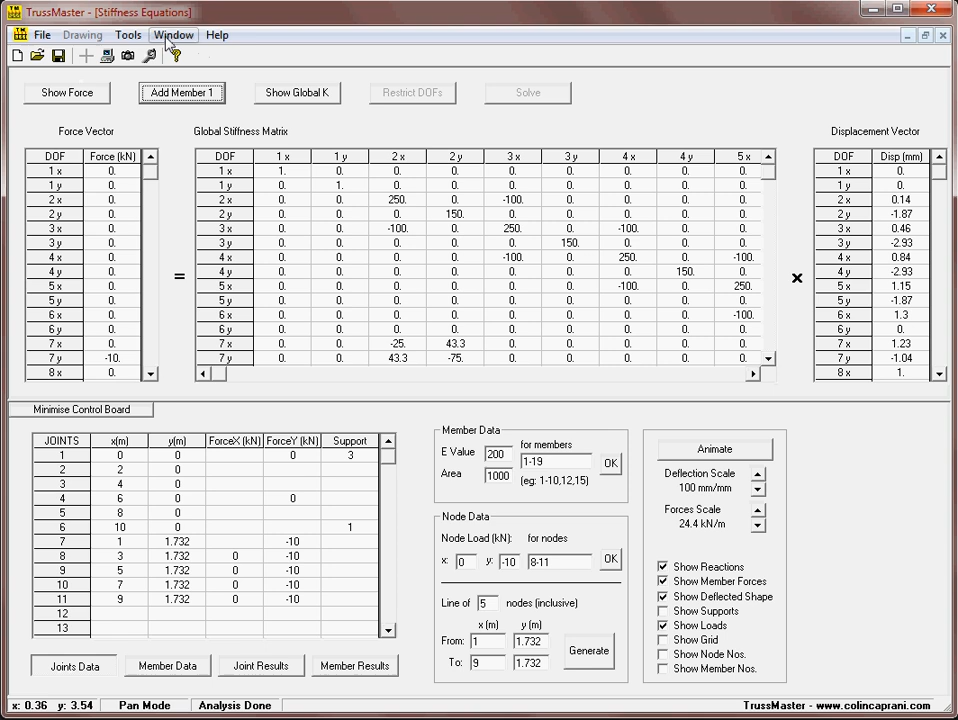 TrussMaster - [Stiffness Equations]
File Drawing Tools Window Help
Show Force Add Member 1 Show Global K Restrict DOFs Solve
Force Vector Global Stiffness Matrix Displacement Vector
DOF Force (kN) DOF 1 x 1 y 2 x 2 y 3 x 3 y 4 x 4 y 5 x DOF Disp (mm)
1 x 0. 1 x 1. 0. 0. 0. 0. 0. 0. 0. 0. 1 x 0.
1 y 0. 1 y 0. 1. 0. 0. 0. 0. 0. 0. 0. 1 y 0.
2 x 0. 2 x 0. 0. 250. 0. -100. 0. 0. 0. 0. 2 x 0.14
2 y 0. 2 y 0. 0. 0. 150. 0. 0. 0. 0. 0. 2 y -1.87
3 x 0. 3 x 0. 0. -100. 0. 250. 0. -100. 0. 0. 3 x 0.46
3 y 0. 3 y 0. 0. 0. 0. 0. 150. 0. 0. 0. 3 y -2.93
4 x 0. 4 x 0. 0. 0. 0. -100. 0. 250. 0. -100. 4 x 0.84
4 y 0. 4 y 0. 0. 0. 0. 0. 0. 0. 150. 0. 4 y -2.93
5 x 0. 5 x 0. 0. 0. 0. 0. 0. -100. 0. 250. 5 x 1.15
5 y 0. 5 y 0. 0. 0. 0. 0. 0. 0. 0. 0. 5 y -1.87
6 x 0. 6 x 0. 0. 0. 0. 0. 0. 0. 0. -100. 6 x 1.3
6 y 0. 6 y 0. 0. 0. 0. 0. 0. 0. 0. 0. 6 y 0.
7 x 0. 7 x 0. 0. -25. 43.3 0. 0. 0. 0. 0. 7 x 1.23
7 y -10. 7 y 0. 0. 43.3 -75. 0. 0. 0. 0. 0. 7 y -1.04
8 x 0. 8 x 1.
= x
Minimise Control Board
JOINTS x(m) y(m) ForceX (kN) ForceY (kN) Support
1 0 0 0 3
2 2 0
3 4 0
4 6 0 0
5 8 0
6 10 0 1
7 1 1.732 -10
8 3 1.732 0 -10
9 5 1.732 0 -10
10 7 1.732 0 -10
11 9 1.732 0 -10
12
13
Joints Data Member Data Joint Results Member Results
Member Data
E Value 200 for members
1-19 OK
Area 1000 (eg: 1-10,12,15)
Node Data
Node Load (kN): for nodes
x: 0 y: -10 8-11 OK
Line of 5 nodes (inclusive)
x (m) y (m)
From: 1 1.732
To: 9 1.732
Generate
Animate
Deflection Scale
100 mm/mm
Forces Scale
24.4 kN/m
Show Reactions
Show Member Forces
Show Deflected Shape
Show Supports
Show Loads
Show Grid
Show Node Nos.
Show Member Nos.
x: 0.36 y: 3.54 Pan Mode Analysis Done TrussMaster - www.colincaprani.com